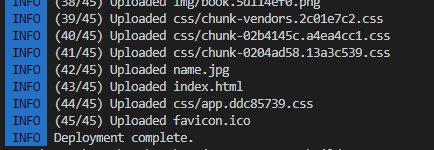 INFO (38/45) Uploaded img/book.5d114ef0.png
INFO (39/45) Uploaded css/chunk-vendors.2c01e7c2.css
INFO (40/45) Uploaded css/chunk-02b4145c.a4ea4cc1.css
INFO (41/45) Uploaded css/chunk-0204ad58.13a3c539.css
INFO (42/45) Uploaded name.jpg
INFO (43/45) Uploaded index.html
INFO (44/45) Uploaded css/app.ddc85739.css
INFO (45/45) Uploaded favicon.ico
INFO Deployment complete.